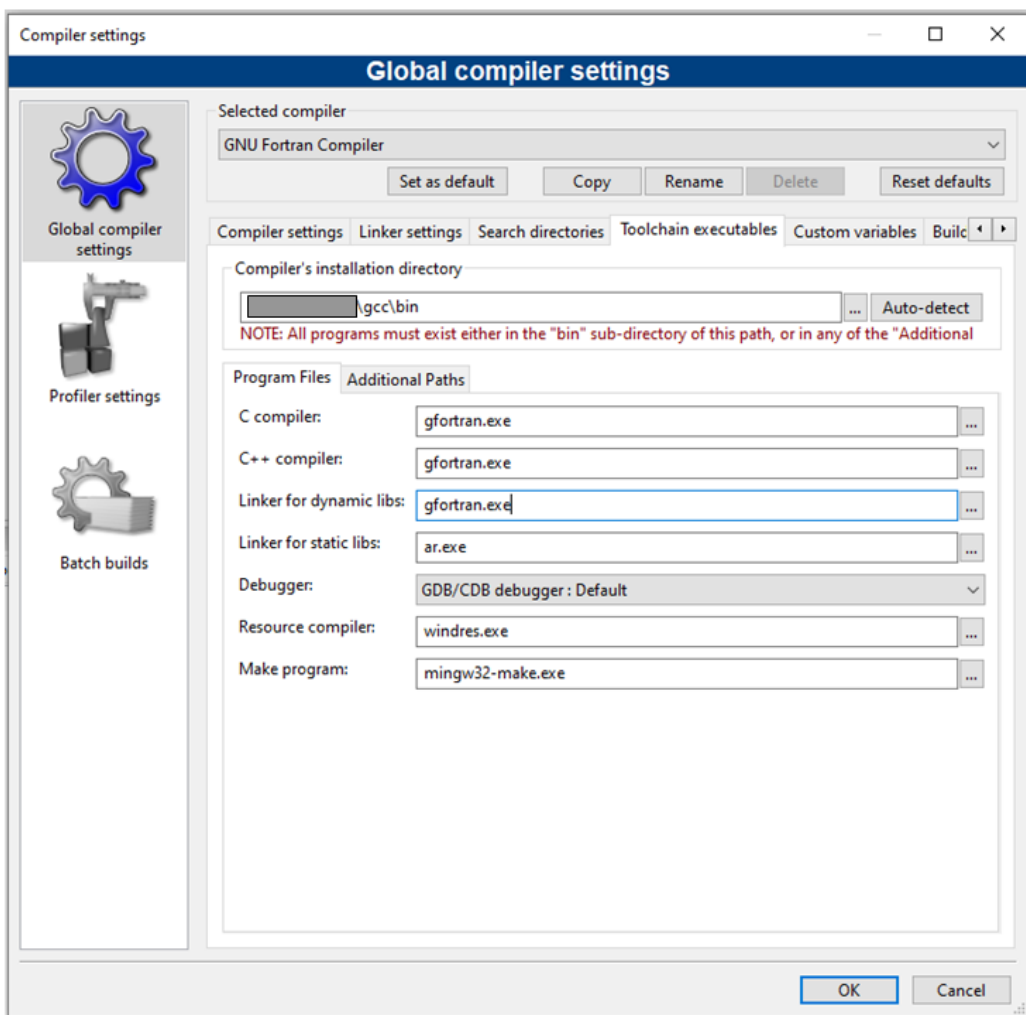 Compiler settings
Global compiler settings
Global compiler
settings
Profiler settings
Batch builds
Selected compiler
GNU Fortran Compiler
Set as default
Copy
Rename
Delete
Reset defaults
Compiler settings
Linker settings
Search directories
Toolchain executables
Custom variables
Build
Compiler's installation directory
\gcc\bin
...
Auto-detect
NOTE: All programs must exist either in the "bin" sub-directory of this path, or in any of the "Additional
Program Files
Additional Paths
C compiler:
gfortran.exe
...
C++ compiler:
gfortran.exe
...
Linker for dynamic libs:
gfortran.exe
...
Linker for static libs:
ar.exe
...
Debugger:
GDB/CDB debugger : Default
Resource compiler:
windres.exe
...
Make program:
mingw32-make.exe
...
OK
Cancel